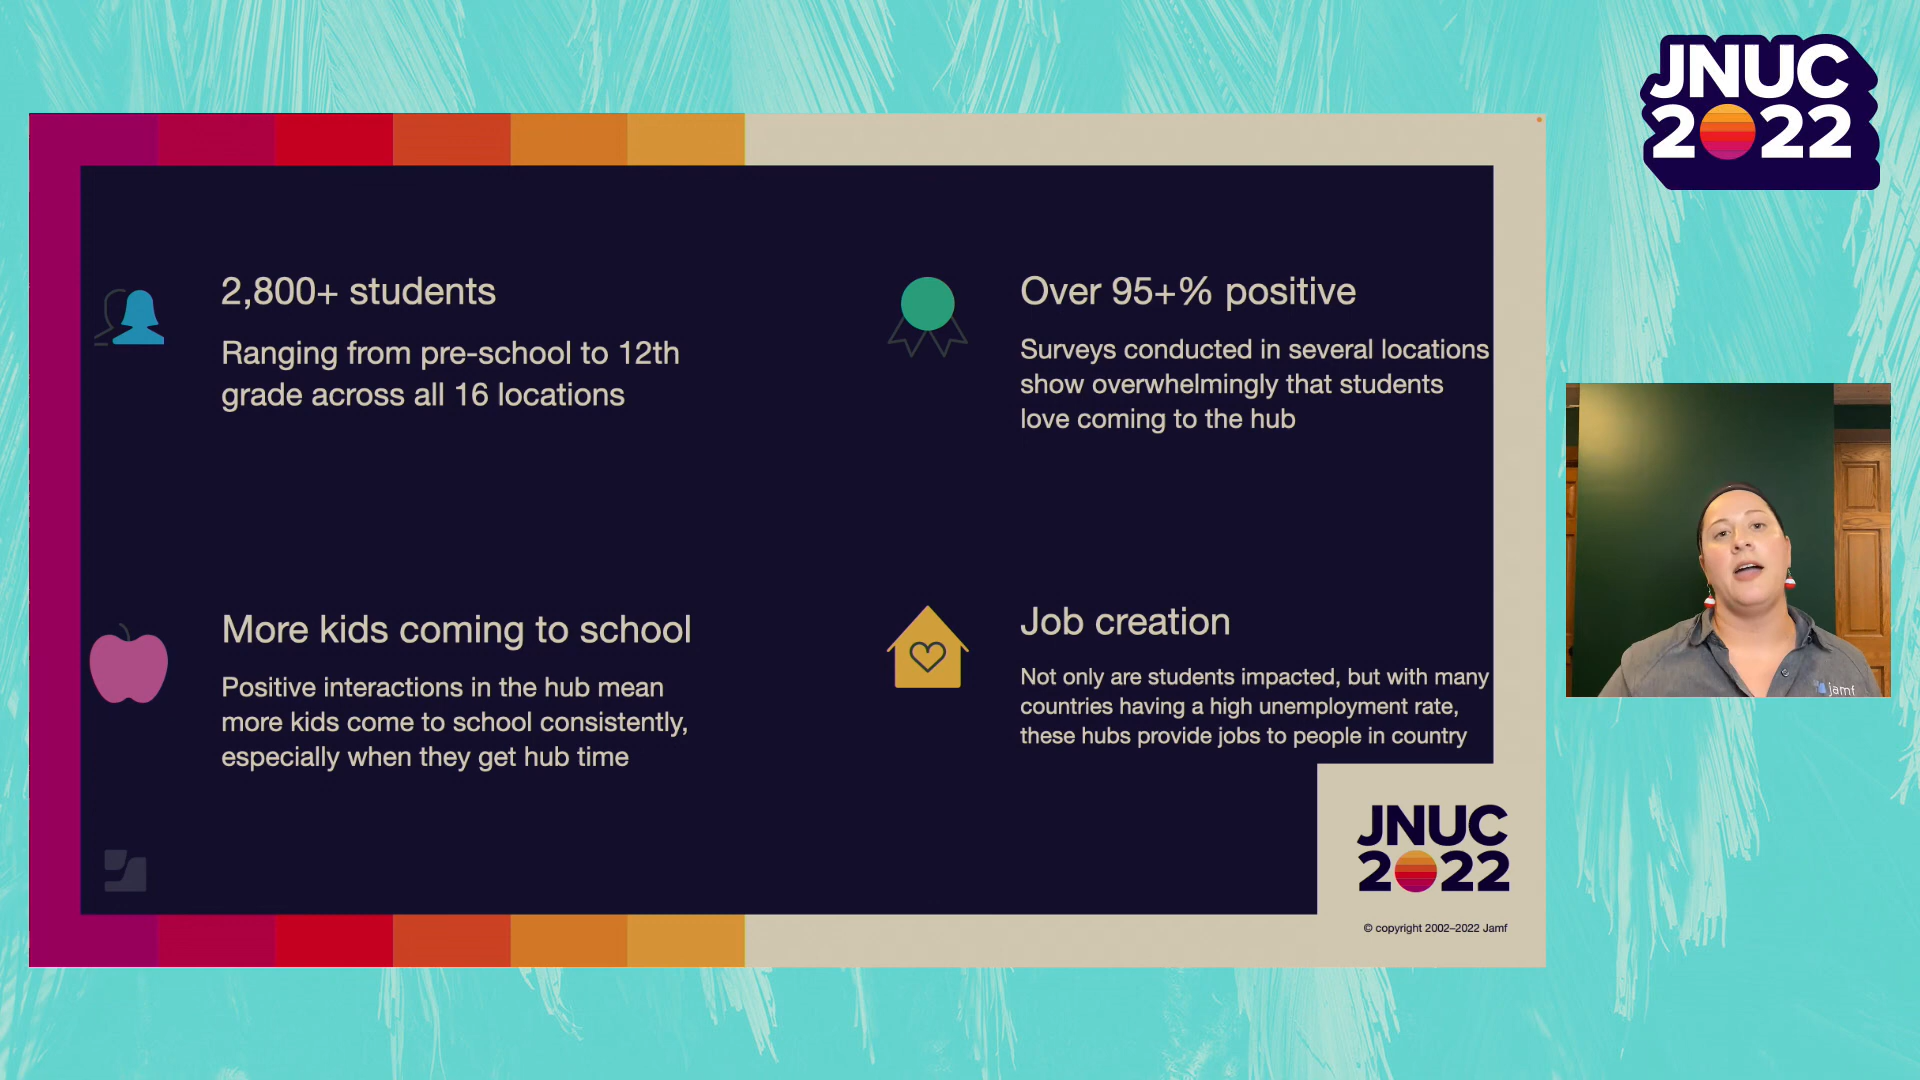 JNUC
2022
2,800+ students
Ranging from pre-school to 12th
grade across all 16 locations
Over 95+% positive
Surveys conducted in several locations
show overwhelmingly that students
love coming to the hub
More kids coming to school
Positive interactions in the hub mean
more kids come to school consistently,
especially when they get hub time
Job creation
Not only are students impacted, but with many
countries having a high unemployment rate,
these hubs provide jobs to people in country
jamf
JNUC
2022
© copyright 2002–2022 Jamf